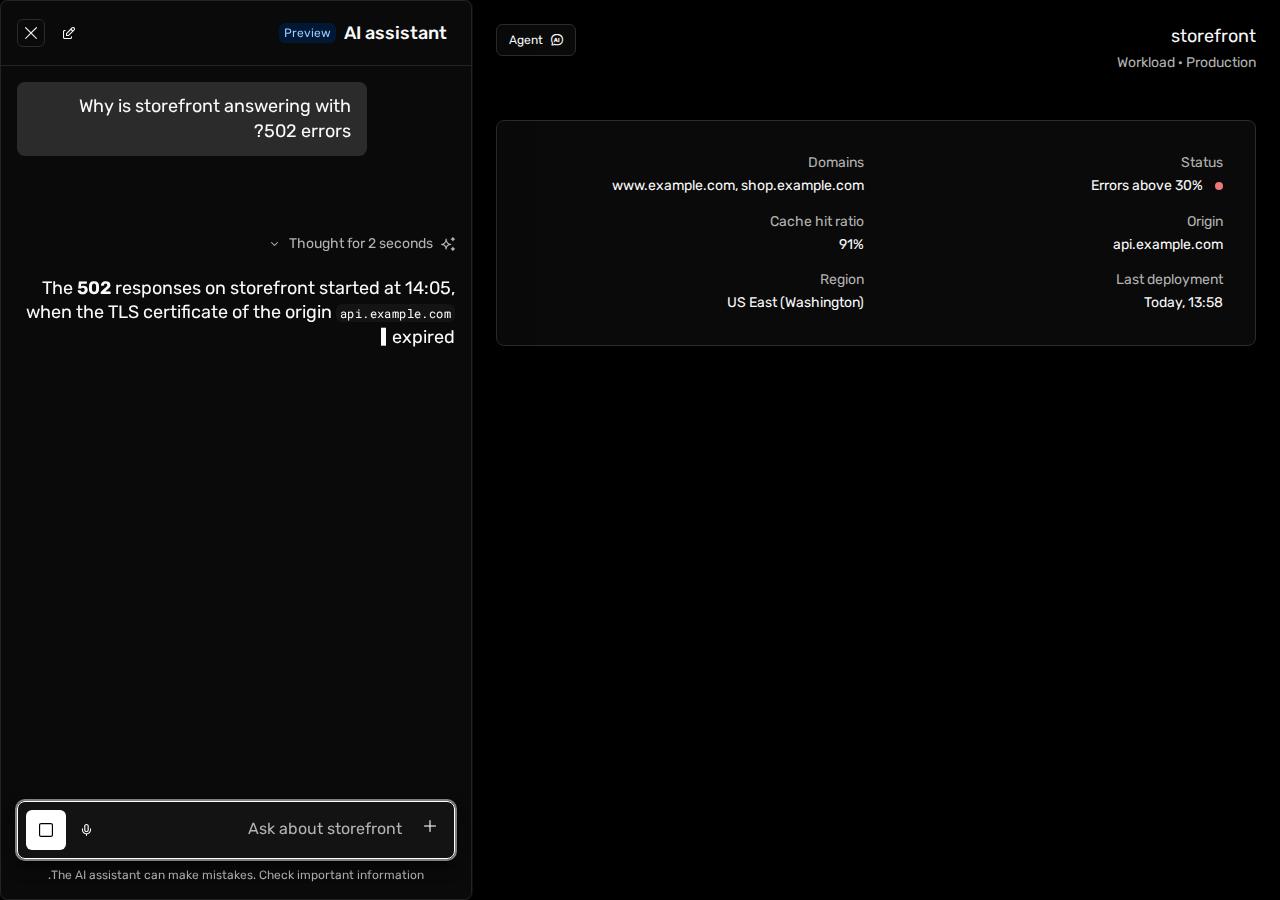 AI assistant
Preview
Why is storefront answering with
502 errors?
Thought for 2 seconds
The 502 responses on storefront started at 14:05,
when the TLS certificate of the origin api.example.com
expired
Ask about storefront
The AI assistant can make mistakes. Check important information.
storefront
Workload • Production
Agent
Status
Errors above 30%
Domains
www.example.com, shop.example.com
Origin
api.example.com
Cache hit ratio
91%
Last deployment
Today, 13:58
Region
US East (Washington)